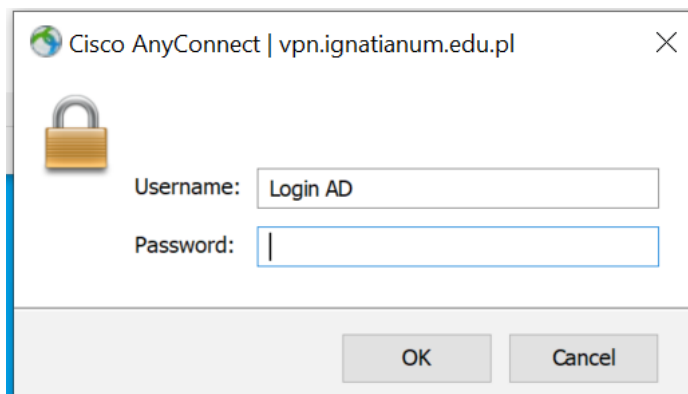 Cisco AnyConnect | vpn.ignatianum.edu.pl
Username: Login AD
Password:
OK Cancel